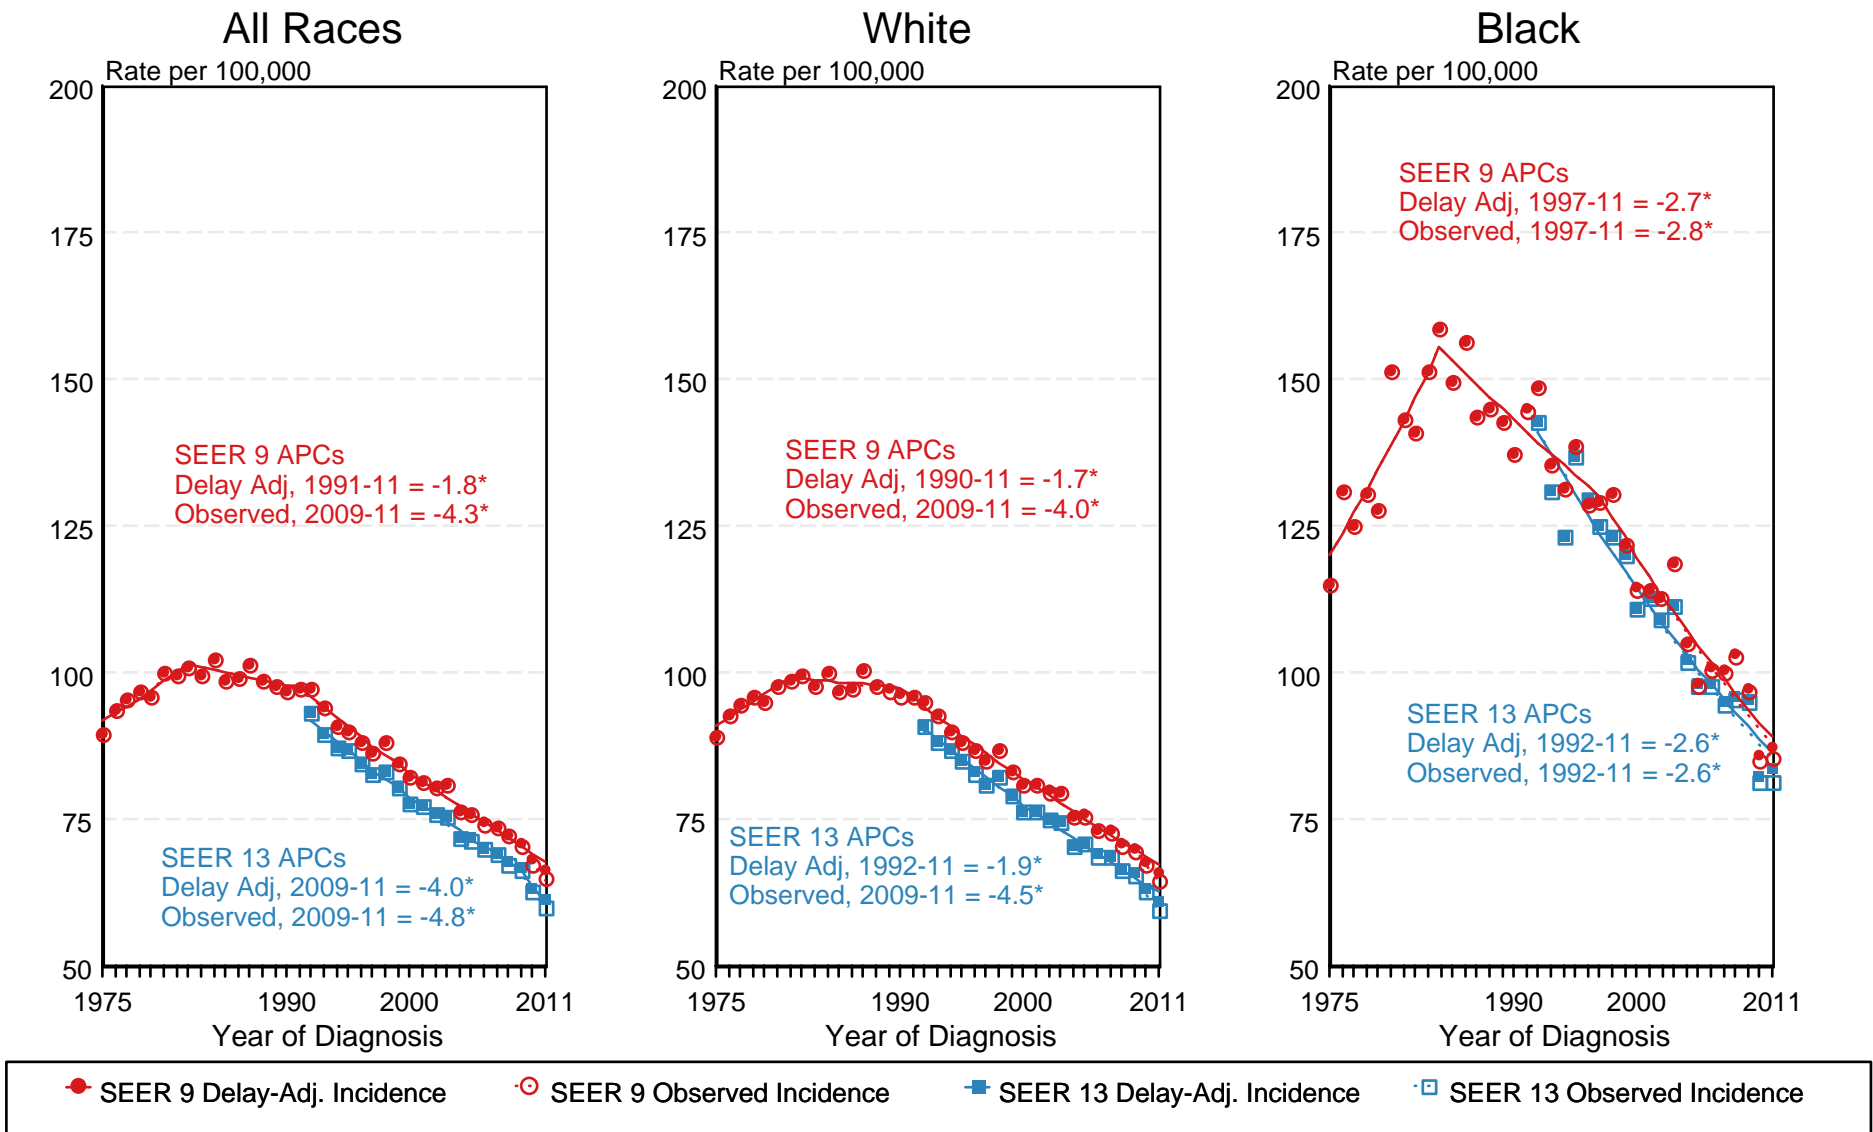 All Races
Rate per 100,000
200
175
150
125
100
75
50
SEER 9 APCs
Delay Adj, 1991-11 = -1.8*
Observed, 2009-11 = -4.3*
SEER 13 APCs
Delay Adj, 2009-11 = -4.0*
Observed, 2009-11 = -4.8*
1975 1990 2000 2011
Year of Diagnosis
White
Rate per 100,000
200
175
150
125
100
75
50
SEER 9 APCs
Delay Adj, 1990-11 = -1.7*
Observed, 2009-11 = -4.0*
SEER 13 APCs
Delay Adj, 1992-11 = -1.9*
Observed, 2009-11 = -4.5*
1975 1990 2000 2011
Year of Diagnosis
Black
Rate per 100,000
200
175
150
125
100
75
50
SEER 9 APCs
Delay Adj, 1997-11 = -2.7*
Observed, 1997-11 = -2.8*
SEER 13 APCs
Delay Adj, 1992-11 = -2.6*
Observed, 1992-11 = -2.6*
1975 1990 2000 2011
Year of Diagnosis
SEER 9 Delay-Adj. Incidence SEER 9 Observed Incidence SEER 13 Delay-Adj. Incidence SEER 13 Observed Incidence